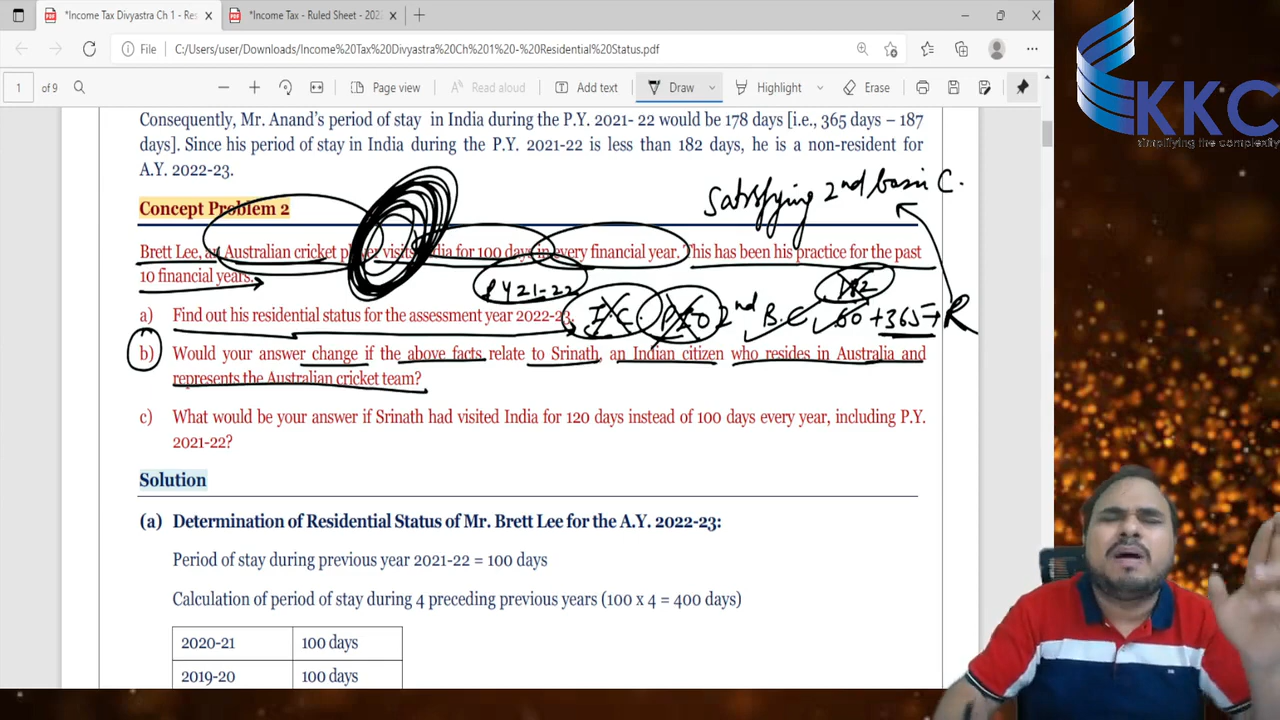 *Income Tax Divyastra Ch 1 - Res
*Income Tax - Ruled Sheet - 202
File
C:/Users/user/Downloads/Income%20Tax%20Divyastra%20Ch%201%20-%20Residential%20Status.pdf
1
of 9
Page view
Read aloud
Add text
Draw
Highlight
Erase
KKC
simplifying the complexity
Consequently, Mr. Anand's period of stay in India during the P.Y. 2021- 22 would be 178 days [i.e., 365 days – 187
days]. Since his period of stay in India during the P.Y. 2021-22 is less than 182 days, he is a non-resident for
A.Y. 2022-23.
Satisfying 2nd basic C.
Concept Problem 2
Brett Lee, an Australian cricket player visits India for 100 days in every financial year. This has been his practice for the past
10 financial years.
PY21-22
182
a) Find out his residential status for the assessment year 2022-23.
I C. PIO 2nd B.C. 60 + 365 → R
b) Would your answer change if the above facts relate to Srinath, an Indian citizen who resides in Australia and
represents the Australian cricket team?
c) What would be your answer if Srinath had visited India for 120 days instead of 100 days every year, including P.Y.
2021-22?
Solution
(a) Determination of Residential Status of Mr. Brett Lee for the A.Y. 2022-23:
Period of stay during previous year 2021-22 = 100 days
Calculation of period of stay during 4 preceding previous years (100 x 4 = 400 days)
2020-21 100 days
2019-20 100 days